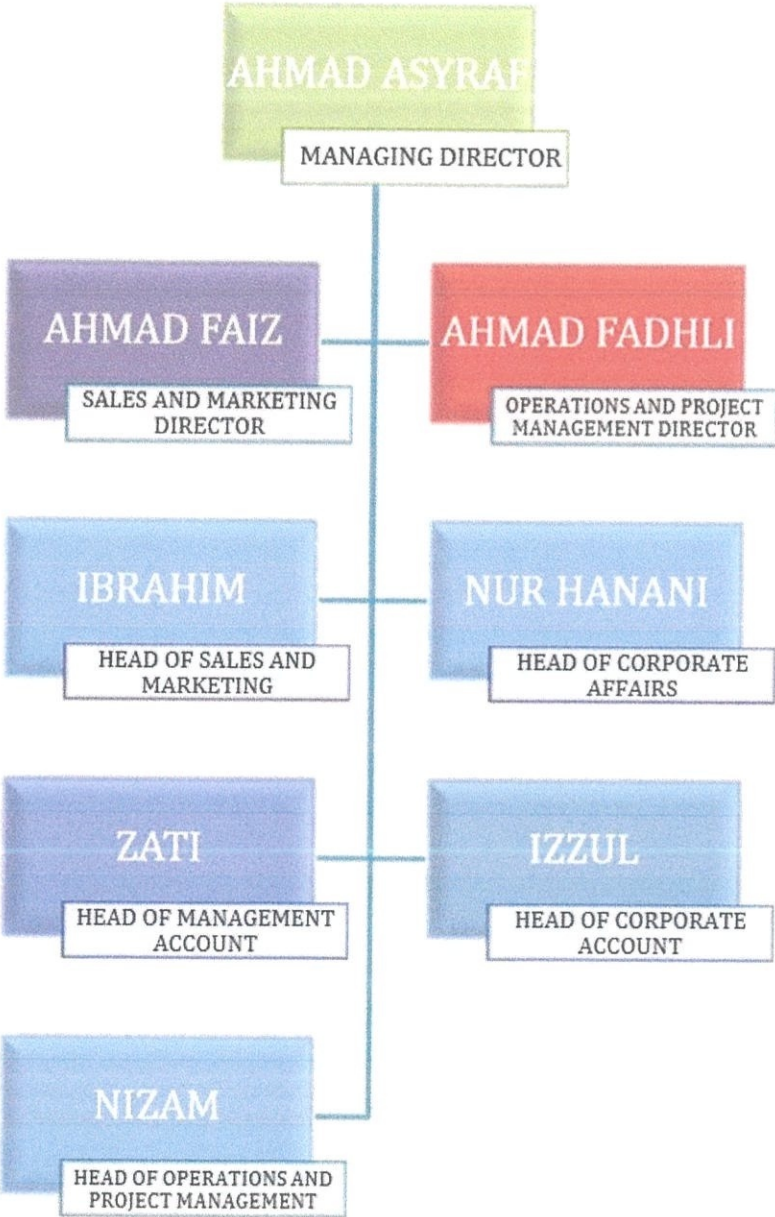 AHMAD ASYRAF
MANAGING DIRECTOR
AHMAD FAIZ
SALES AND MARKETING
DIRECTOR
AHMAD FADHLI
OPERATIONS AND PROJECT
MANAGEMENT DIRECTOR
IBRAHIM
HEAD OF SALES AND
MARKETING
NUR HANANI
HEAD OF CORPORATE
AFFAIRS
ZATI
HEAD OF MANAGEMENT
ACCOUNT
IZZUL
HEAD OF CORPORATE
ACCOUNT
NIZAM
HEAD OF OPERATIONS AND
PROJECT MANAGEMENT